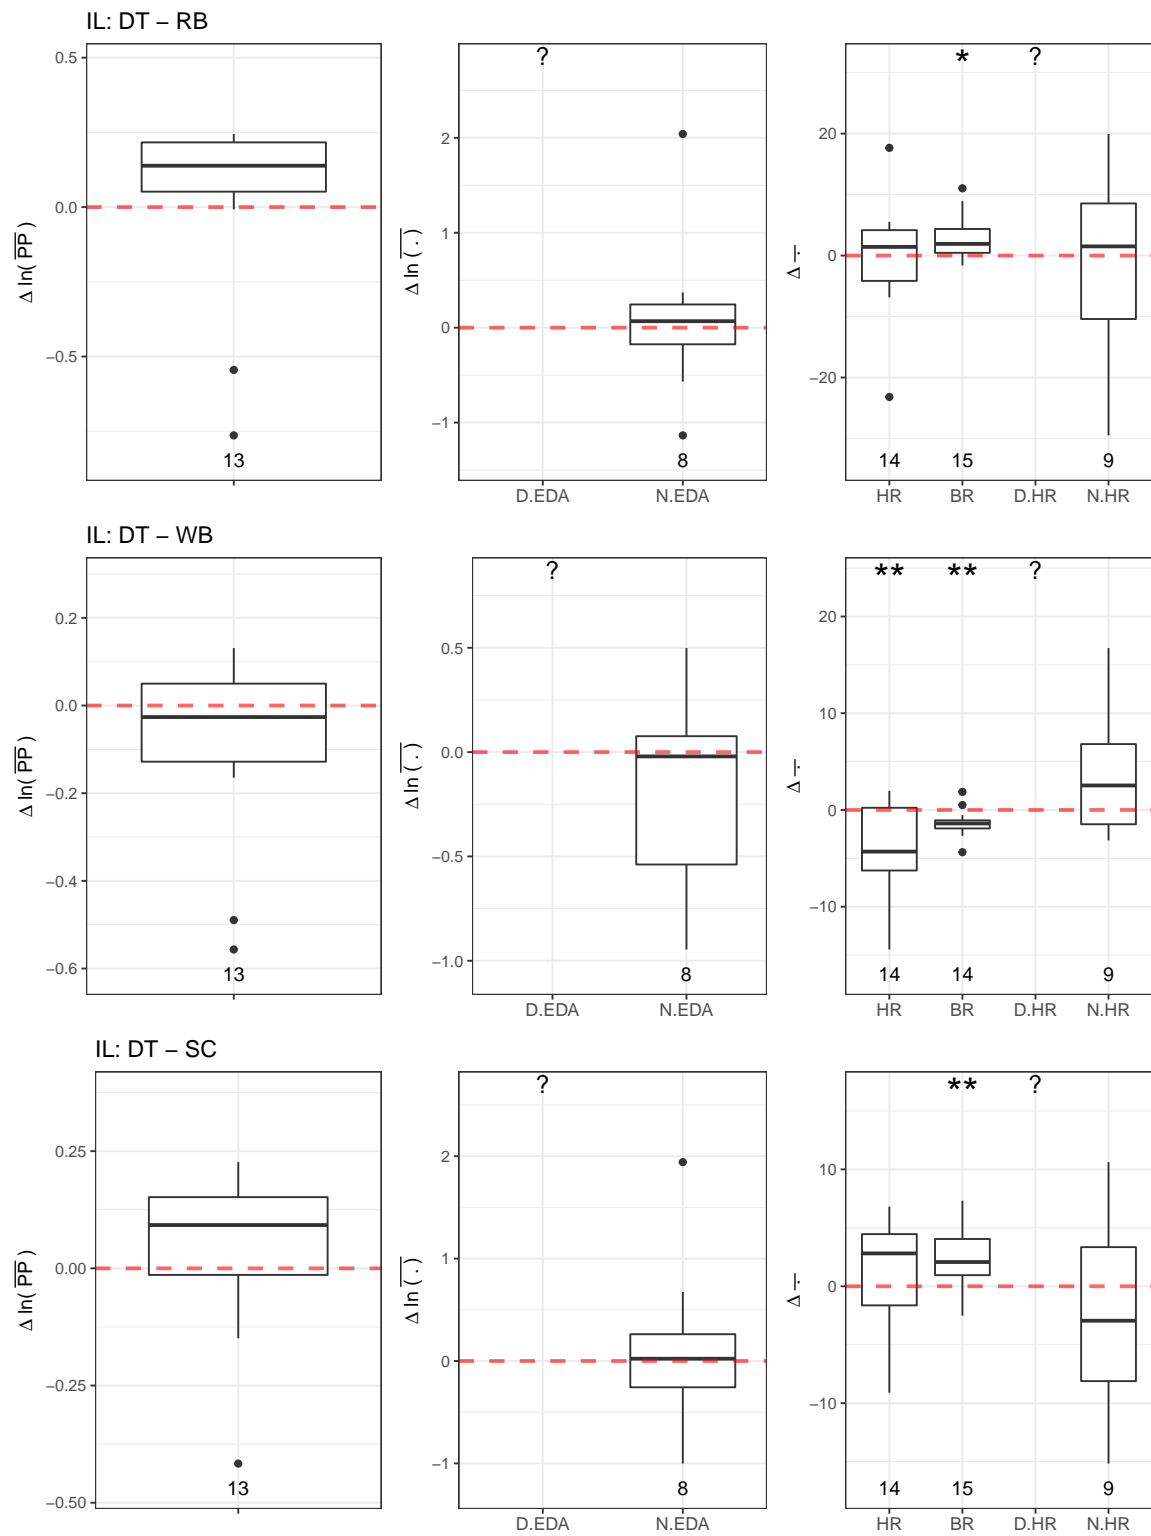 IL: DT – RB
Δ ln( PP )
0.5
0.0
−0.5
13
Δ ln ( . )
2
1
0
−1
?
8
D.EDA N.EDA
Δ .
20
0
−20
* ?
14 15 9
HR BR D.HR N.HR
IL: DT – WB
Δ ln( PP )
0.2
0.0
−0.2
−0.4
−0.6
13
Δ ln ( . )
0.5
0.0
−0.5
−1.0
?
8
D.EDA N.EDA
Δ .
20
10
0
−10
** ** ?
14 14 9
HR BR D.HR N.HR
IL: DT – SC
Δ ln( PP )
0.25
0.00
−0.25
−0.50
13
Δ ln ( . )
2
1
0
−1
?
8
D.EDA N.EDA
Δ .
10
0
−10
** ?
14 15 9
HR BR D.HR N.HR